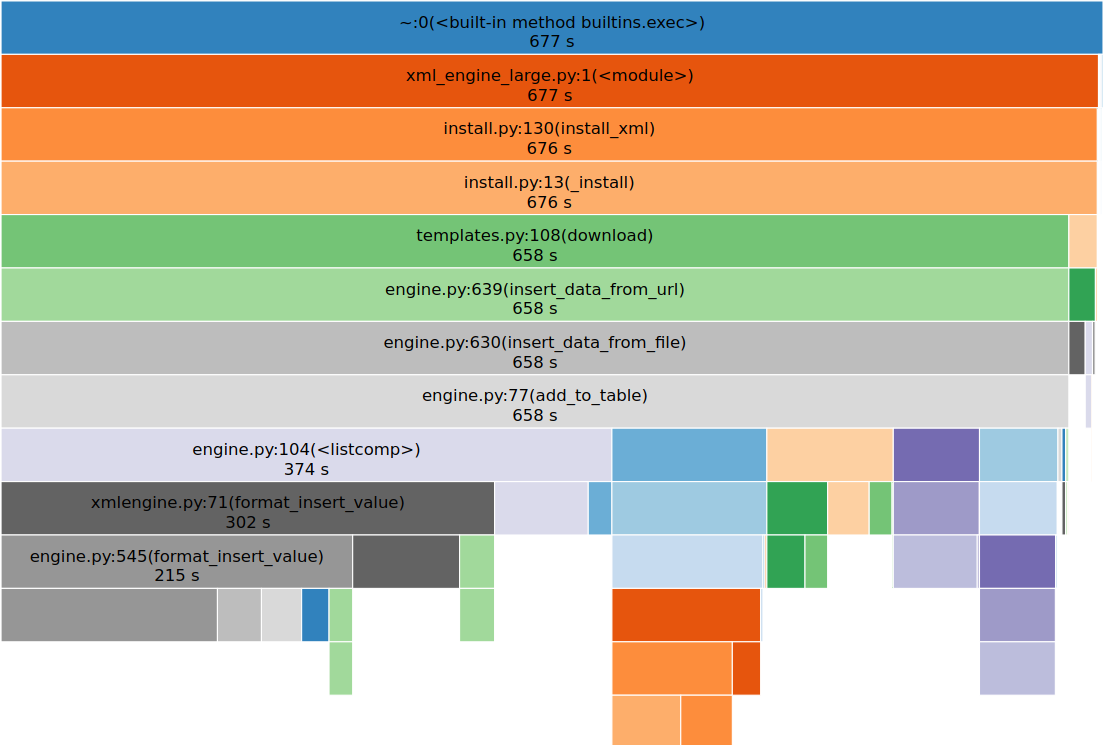 ~:0(<built-in method builtins.exec>)
677 s
xml_engine_large.py:1(<module>)
677 s
install.py:130(install_xml)
676 s
install.py:13(_install)
676 s
templates.py:108(download)
658 s
engine.py:639(insert_data_from_url)
658 s
engine.py:630(insert_data_from_file)
658 s
engine.py:77(add_to_table)
658 s
engine.py:104(<listcomp>)
374 s
xmlengine.py:71(format_insert_value)
302 s
engine.py:545(format_insert_value)
215 s